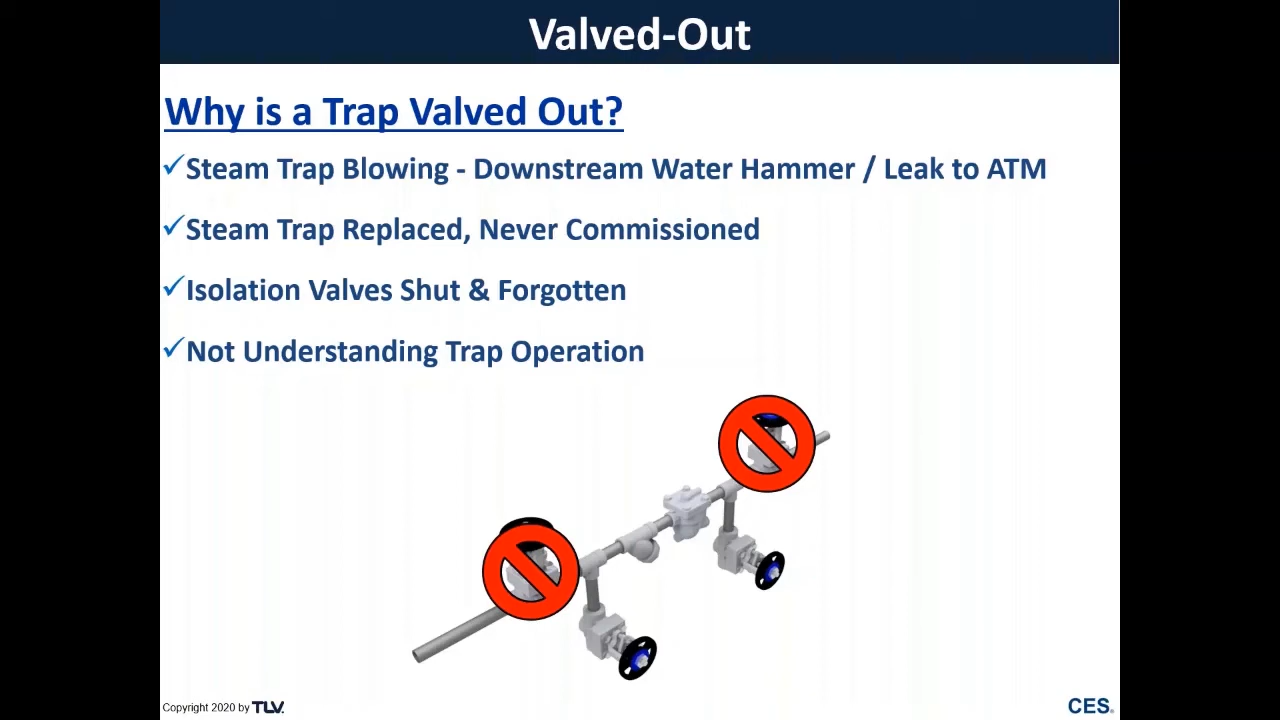 Valved-Out
Why is a Trap Valved Out?
✓Steam Trap Blowing - Downstream Water Hammer / Leak to ATM
✓Steam Trap Replaced, Never Commissioned
✓Isolation Valves Shut & Forgotten
✓Not Understanding Trap Operation
Copyright 2020 by TLV.
CES.